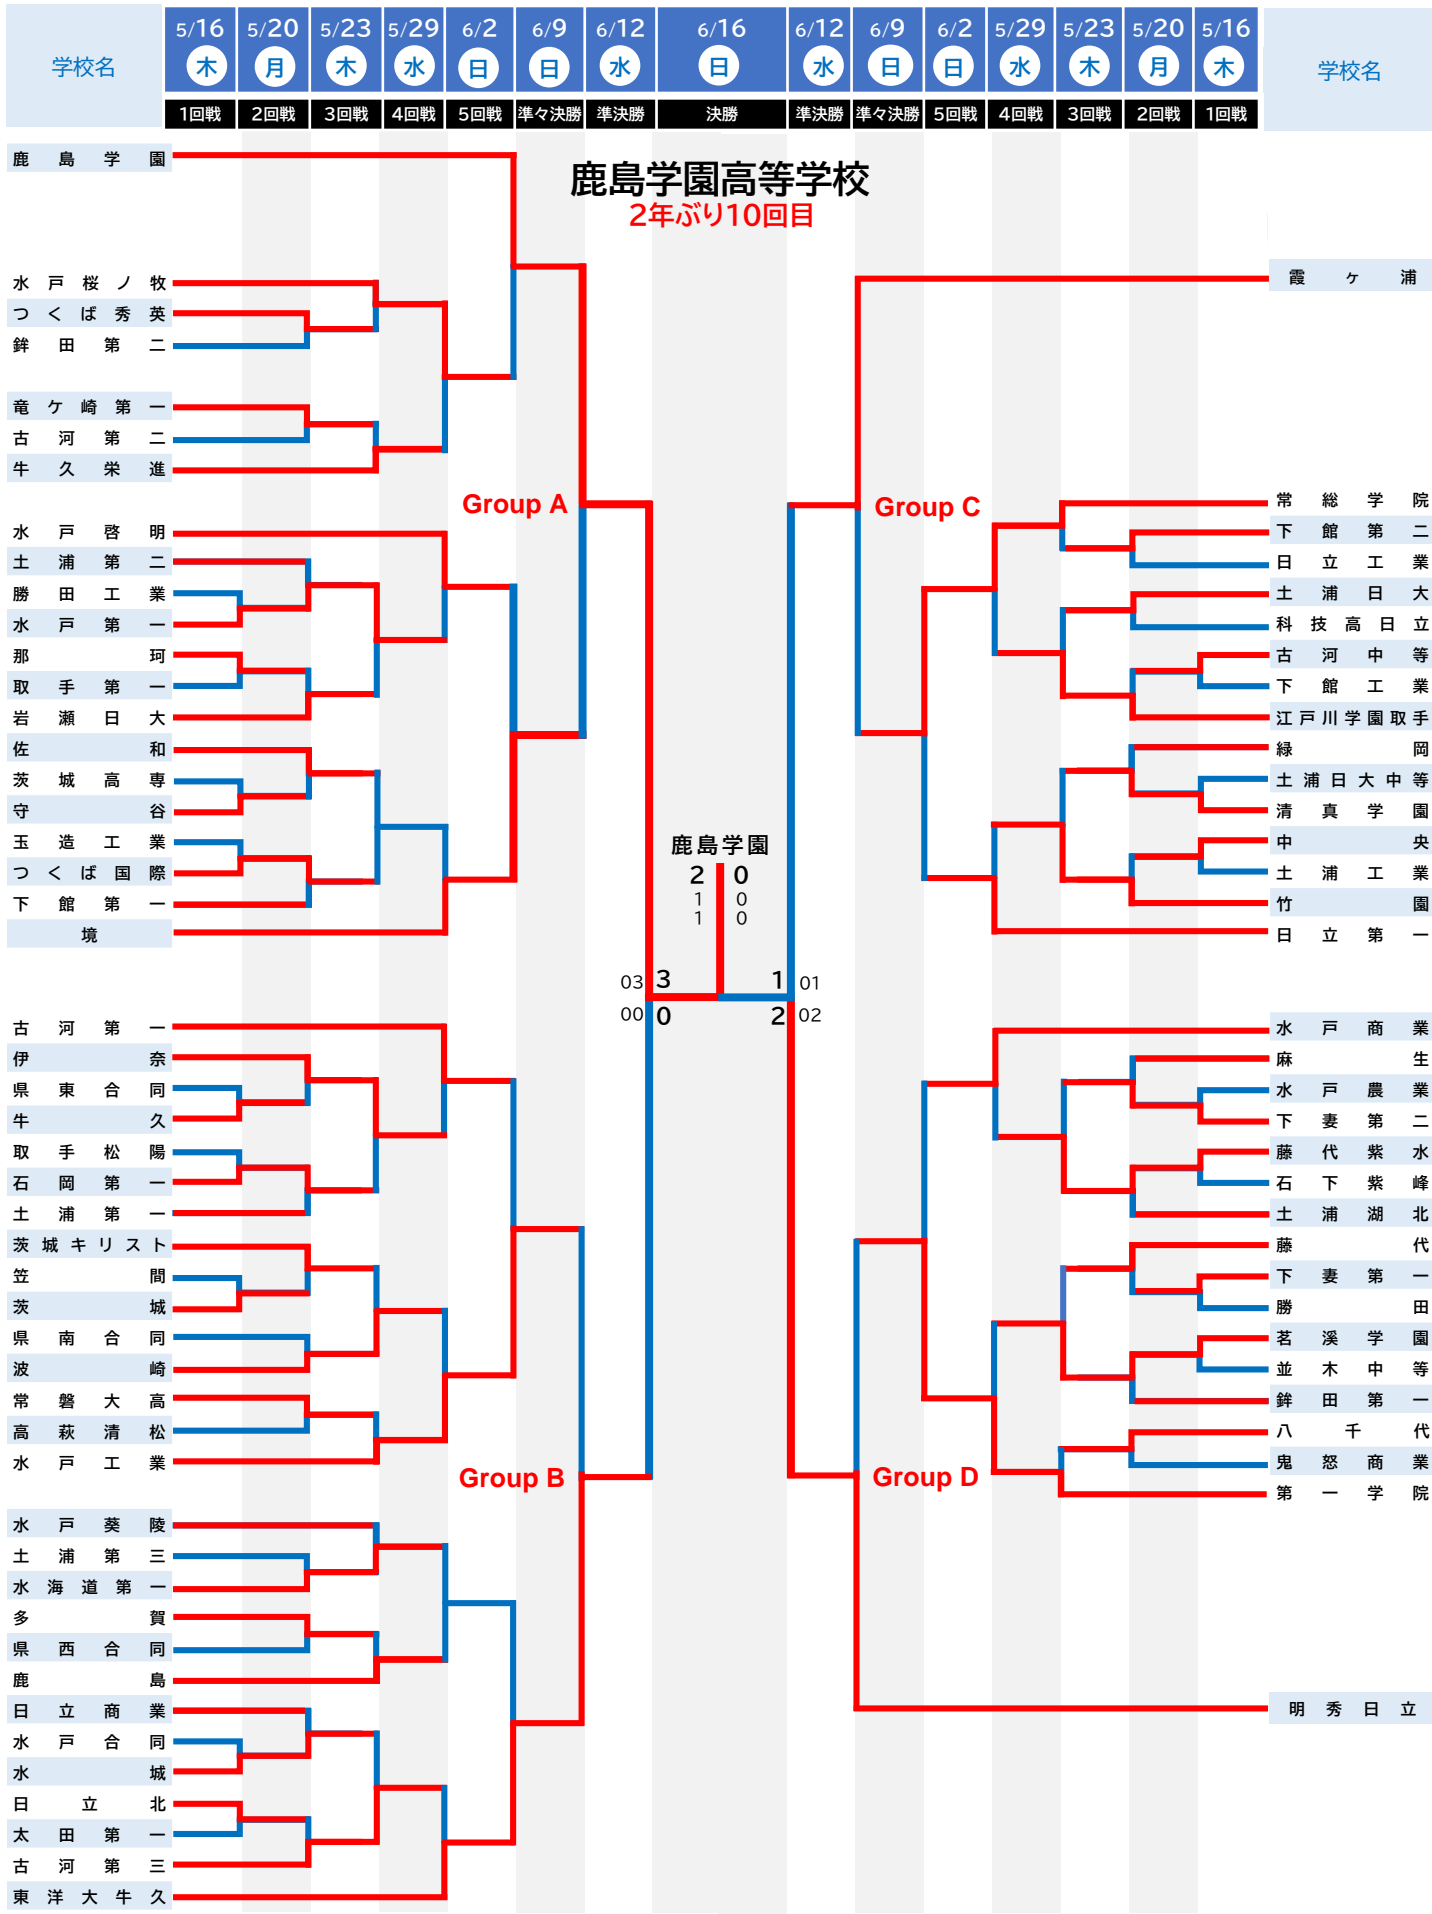 学校名
5/16 5/20 5/23 5/29 6/2 6/9 6/12 6/16 6/12 6/9 6/2 5/29 5/23 5/20 5/16
木 月 木 水 日 日 水 日 水 日 日 水 木 月 木
1回戦 2回戦 3回戦 4回戦 5回戦 準々決勝 準決勝 決勝 準決勝 準々決勝 5回戦 4回戦 3回戦 2回戦 1回戦
学校名
鹿島学園高等学校
2年ぶり10回目
鹿島学園
水戸桜ノ牧
つくば秀英
鉾田第二
竜ケ崎第一
古河第二
牛久栄進
Group A
水戸啓明
土浦第二
勝田工業
水戸第一
那珂
取手第一
岩瀬日大
佐和
茨城高専
守谷
玉造工業
つくば国際
下館第一
境
古河第一
伊奈
県東合同
牛久
取手松陽
石岡第一
土浦第一
茨城キリスト
笠間
茨城
県南合同
波崎
常磐大高
高萩清松
水戸工業
Group B
水戸葵陵
土浦第三
水海道第一
多賀
県西合同
鹿島
日立商業
水戸合同
水城
日立北
太田第一
古河第三
東洋大牛久
鹿島学園
2 0
1 0
1 0
03 3 1 01
00 0 2 02
霞ヶ浦
Group C
常総学院
下館第二
日立工業
土浦日大
科技高日立
古河中等
下館工業
江戸川学園取手
緑岡
土浦日大中等
清真学園
中央
土浦工業
竹園
日立第一
水戸商業
麻生
水戸農業
下妻第二
藤代紫水
石下紫峰
土浦湖北
藤代
下妻第一
勝田
茗溪学園
並木中等
鉾田第一
八千代
鬼怒商業
第一学院
Group D
明秀日立